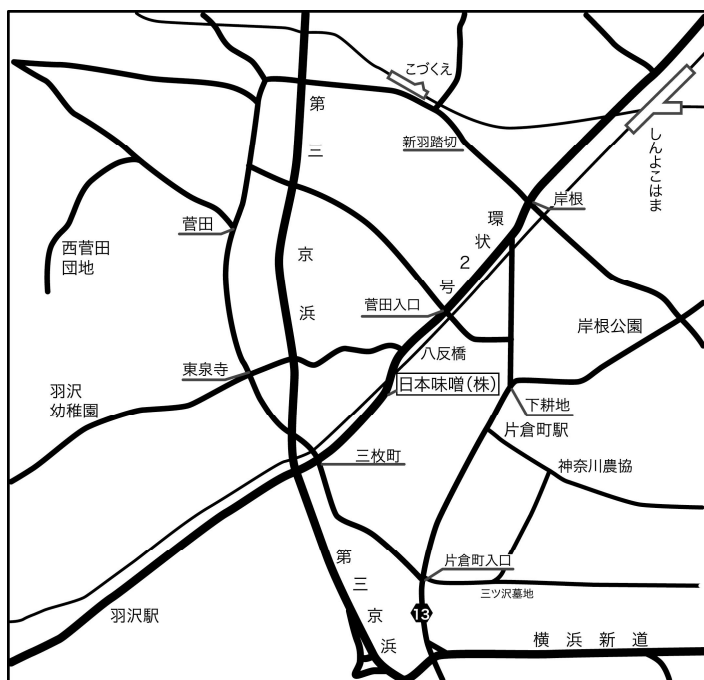 こづくえ
第三京浜
新羽踏切
しんよこはま
岸根
環状2号
菅田
西菅田
団地
菅田入口
岸根公園
八反橋
東泉寺
日本味噌(株)
羽沢
幼稚園
下耕地
片倉町駅
三枚町
神奈川農協
片倉町入口
第三京浜
三ツ沢墓地
羽沢駅
13
横浜新道